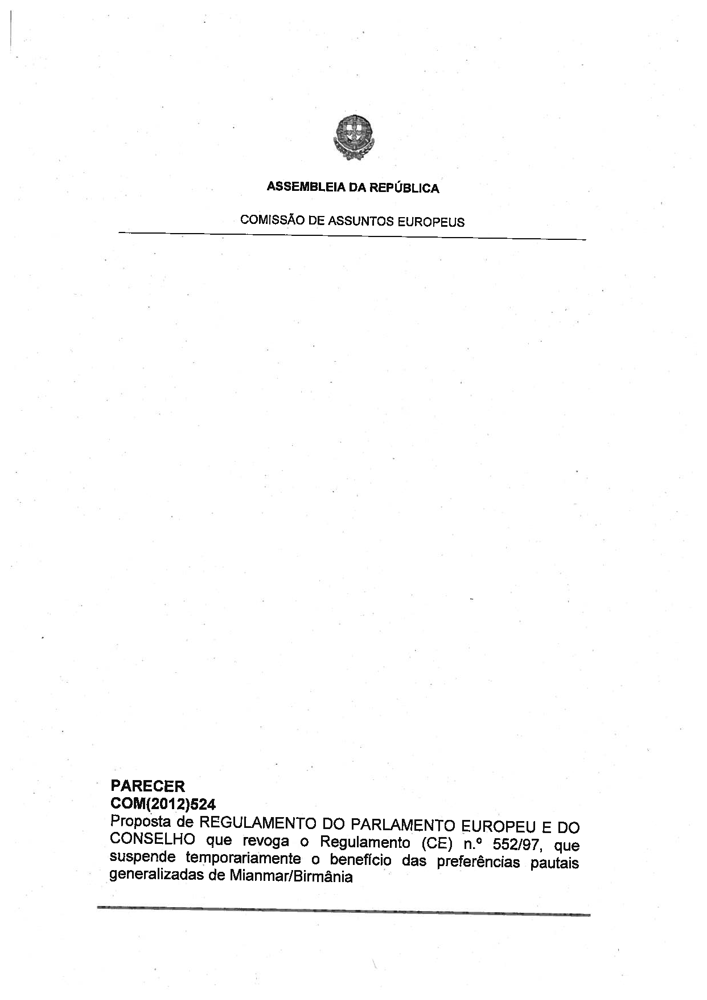 ASSEMBLEIA DA REPÚBLICA
COMISSÃO DE ASSUNTOS EUROPEUS
PARECER
COM(2012)524
Proposta de REGULAMENTO DO PARLAMENTO EUROPEU E DO
CONSELHO que revoga o Regulamento (CE) n.º 552/97, que
suspende temporariamente o benefício das preferências pautais
generalizadas de Mianmar/Birmânia